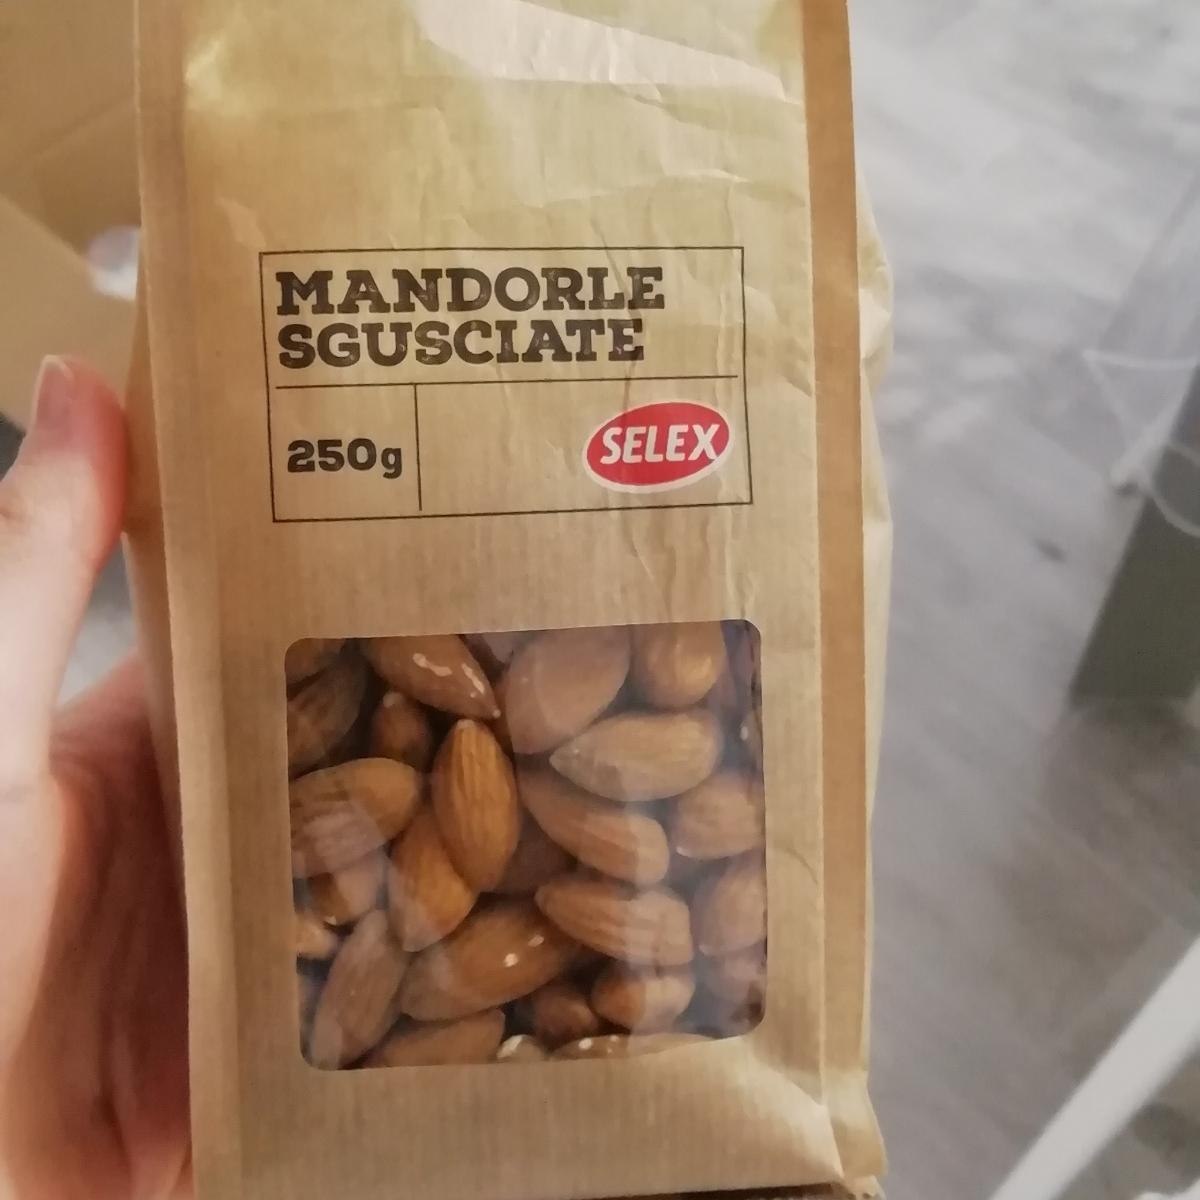 MANDORLE
SGUSCIATE
250g
SELEX